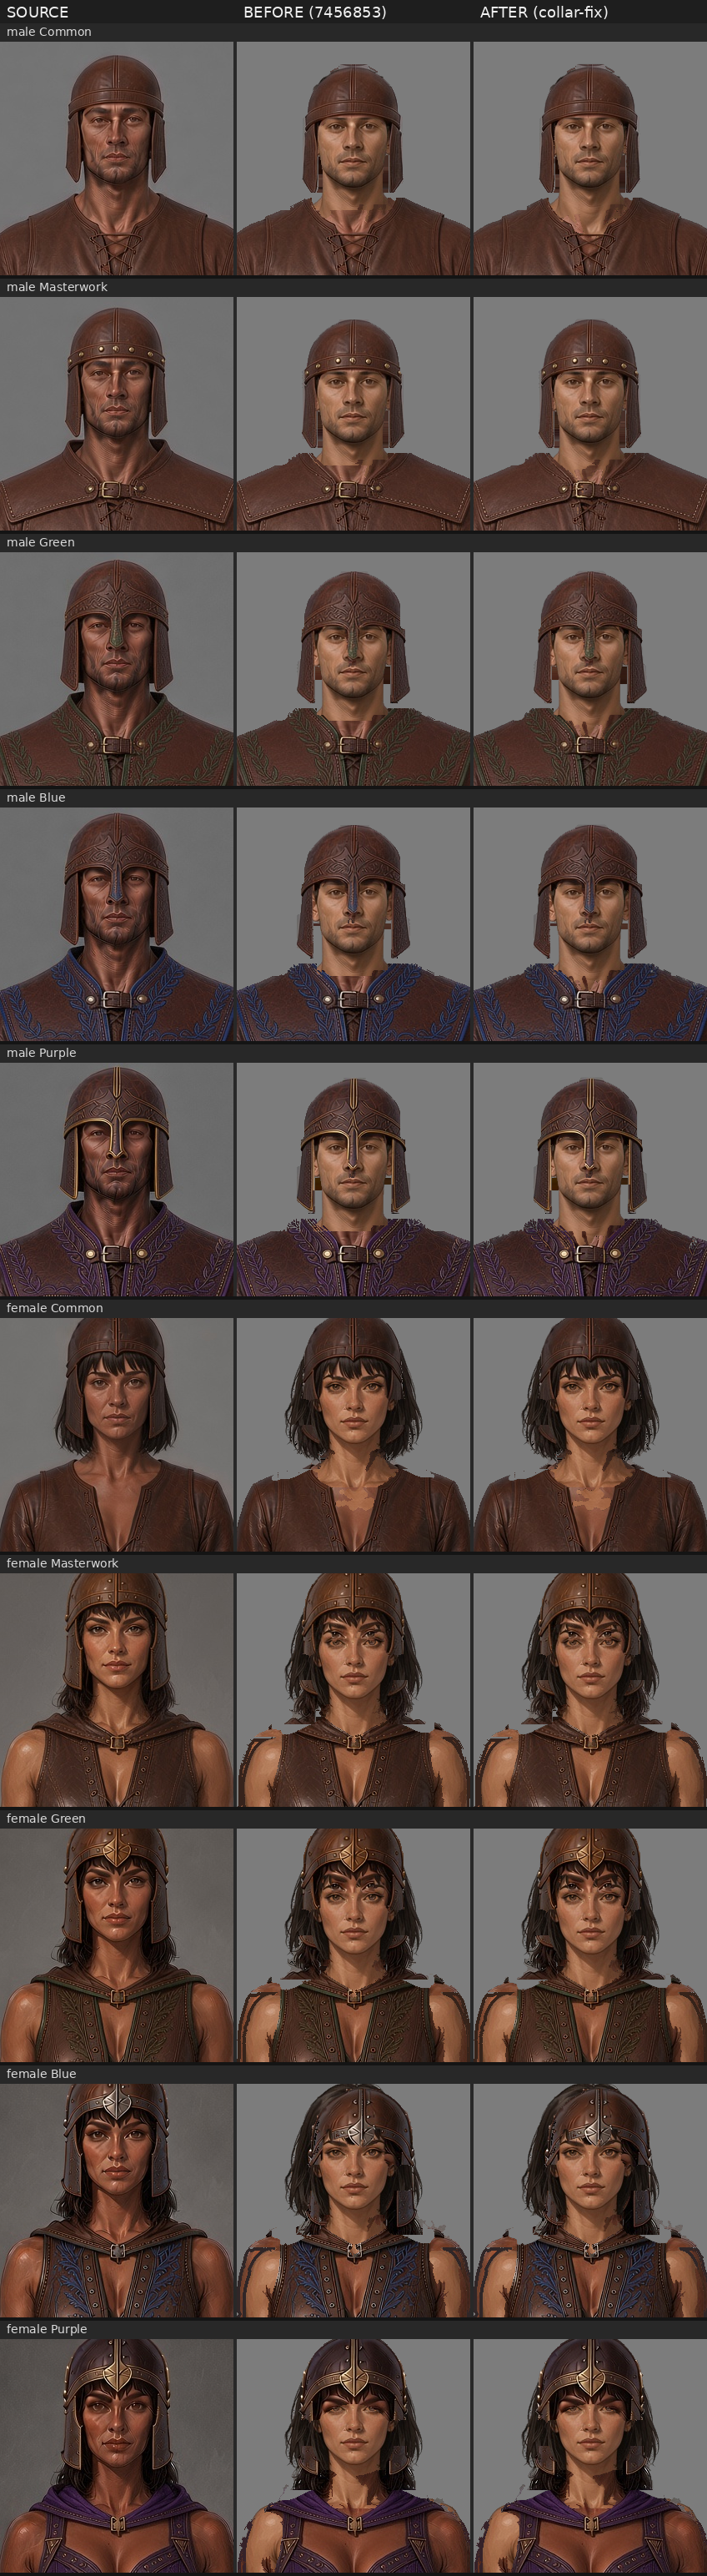 SOURCE BEFORE (7456853) AFTER (collar-fix)
male Common
male Masterwork
male Green
male Blue
male Purple
female Common
female Masterwork
female Green
female Blue
female Purple